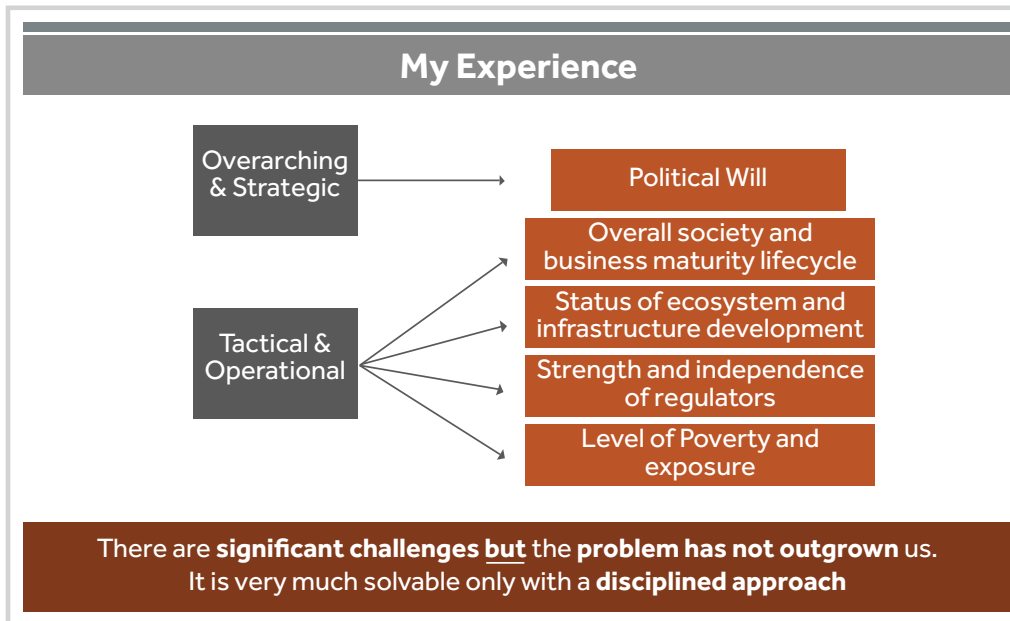 My Experience
Overarching
& Strategic
Political Will
Overall society and
business maturity lifecycle
Status of ecosystem and
infrastructure development
Tactical &
Operational
Strength and independence
of regulators
Level of Poverty and
exposure
There are significant challenges but the problem has not outgrown us.
It is very much solvable only with a disciplined approach